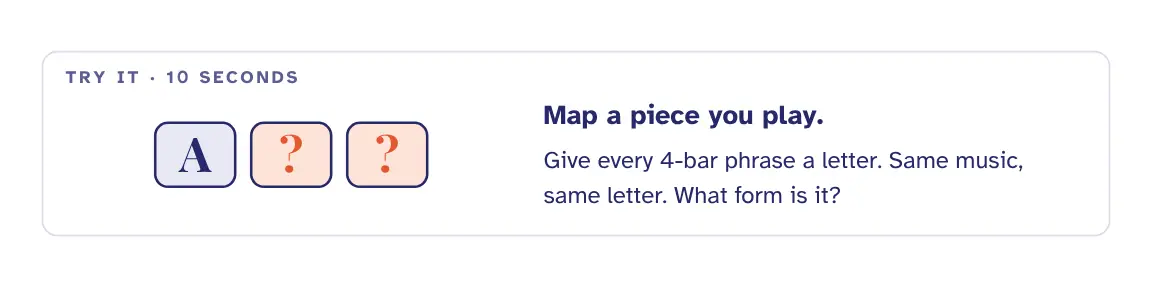 TRY IT · 10 SECONDS
A ? ?
Map a piece you play.
Give every 4-bar phrase a letter. Same music,
same letter. What form is it?